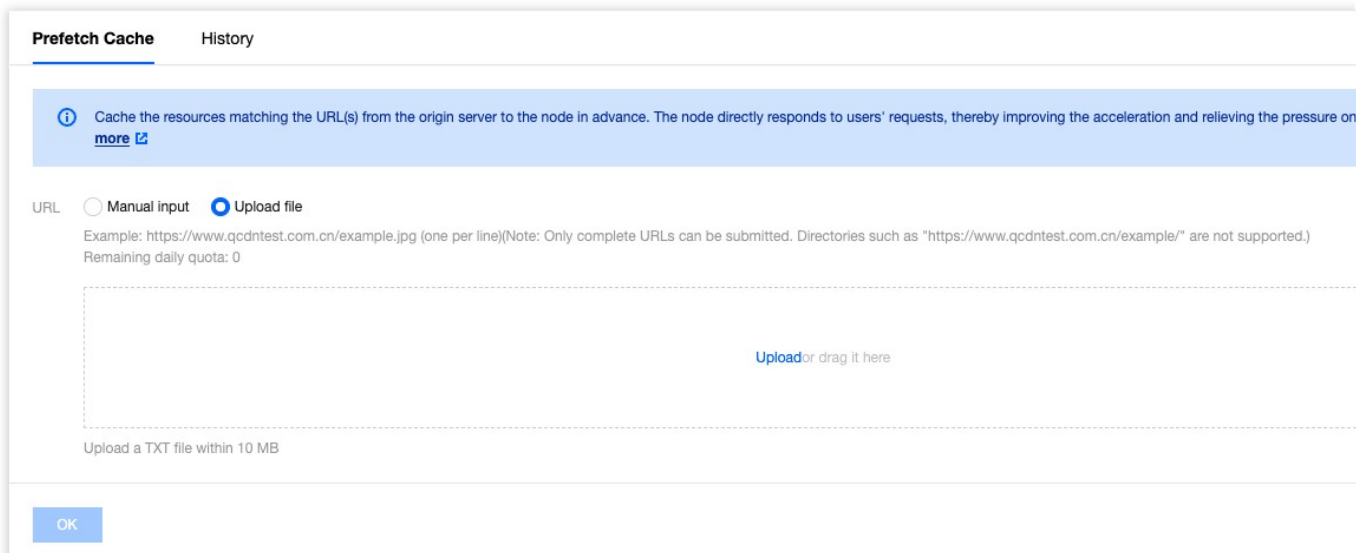 Prefetch Cache History
Cache the resources matching the URL(s) from the origin server to the node in advance. The node directly responds to users' requests, thereby improving the acceleration and relieving the pressure on
more
URL Manual input Upload file
Example: https://www.qcdntest.com.cn/example.jpg (one per line)(Note: Only complete URLs can be submitted. Directories such as "https://www.qcdntest.com.cn/example/" are not supported.)
Remaining daily quota: 0
Uploador drag it here
Upload a TXT file within 10 MB
OK